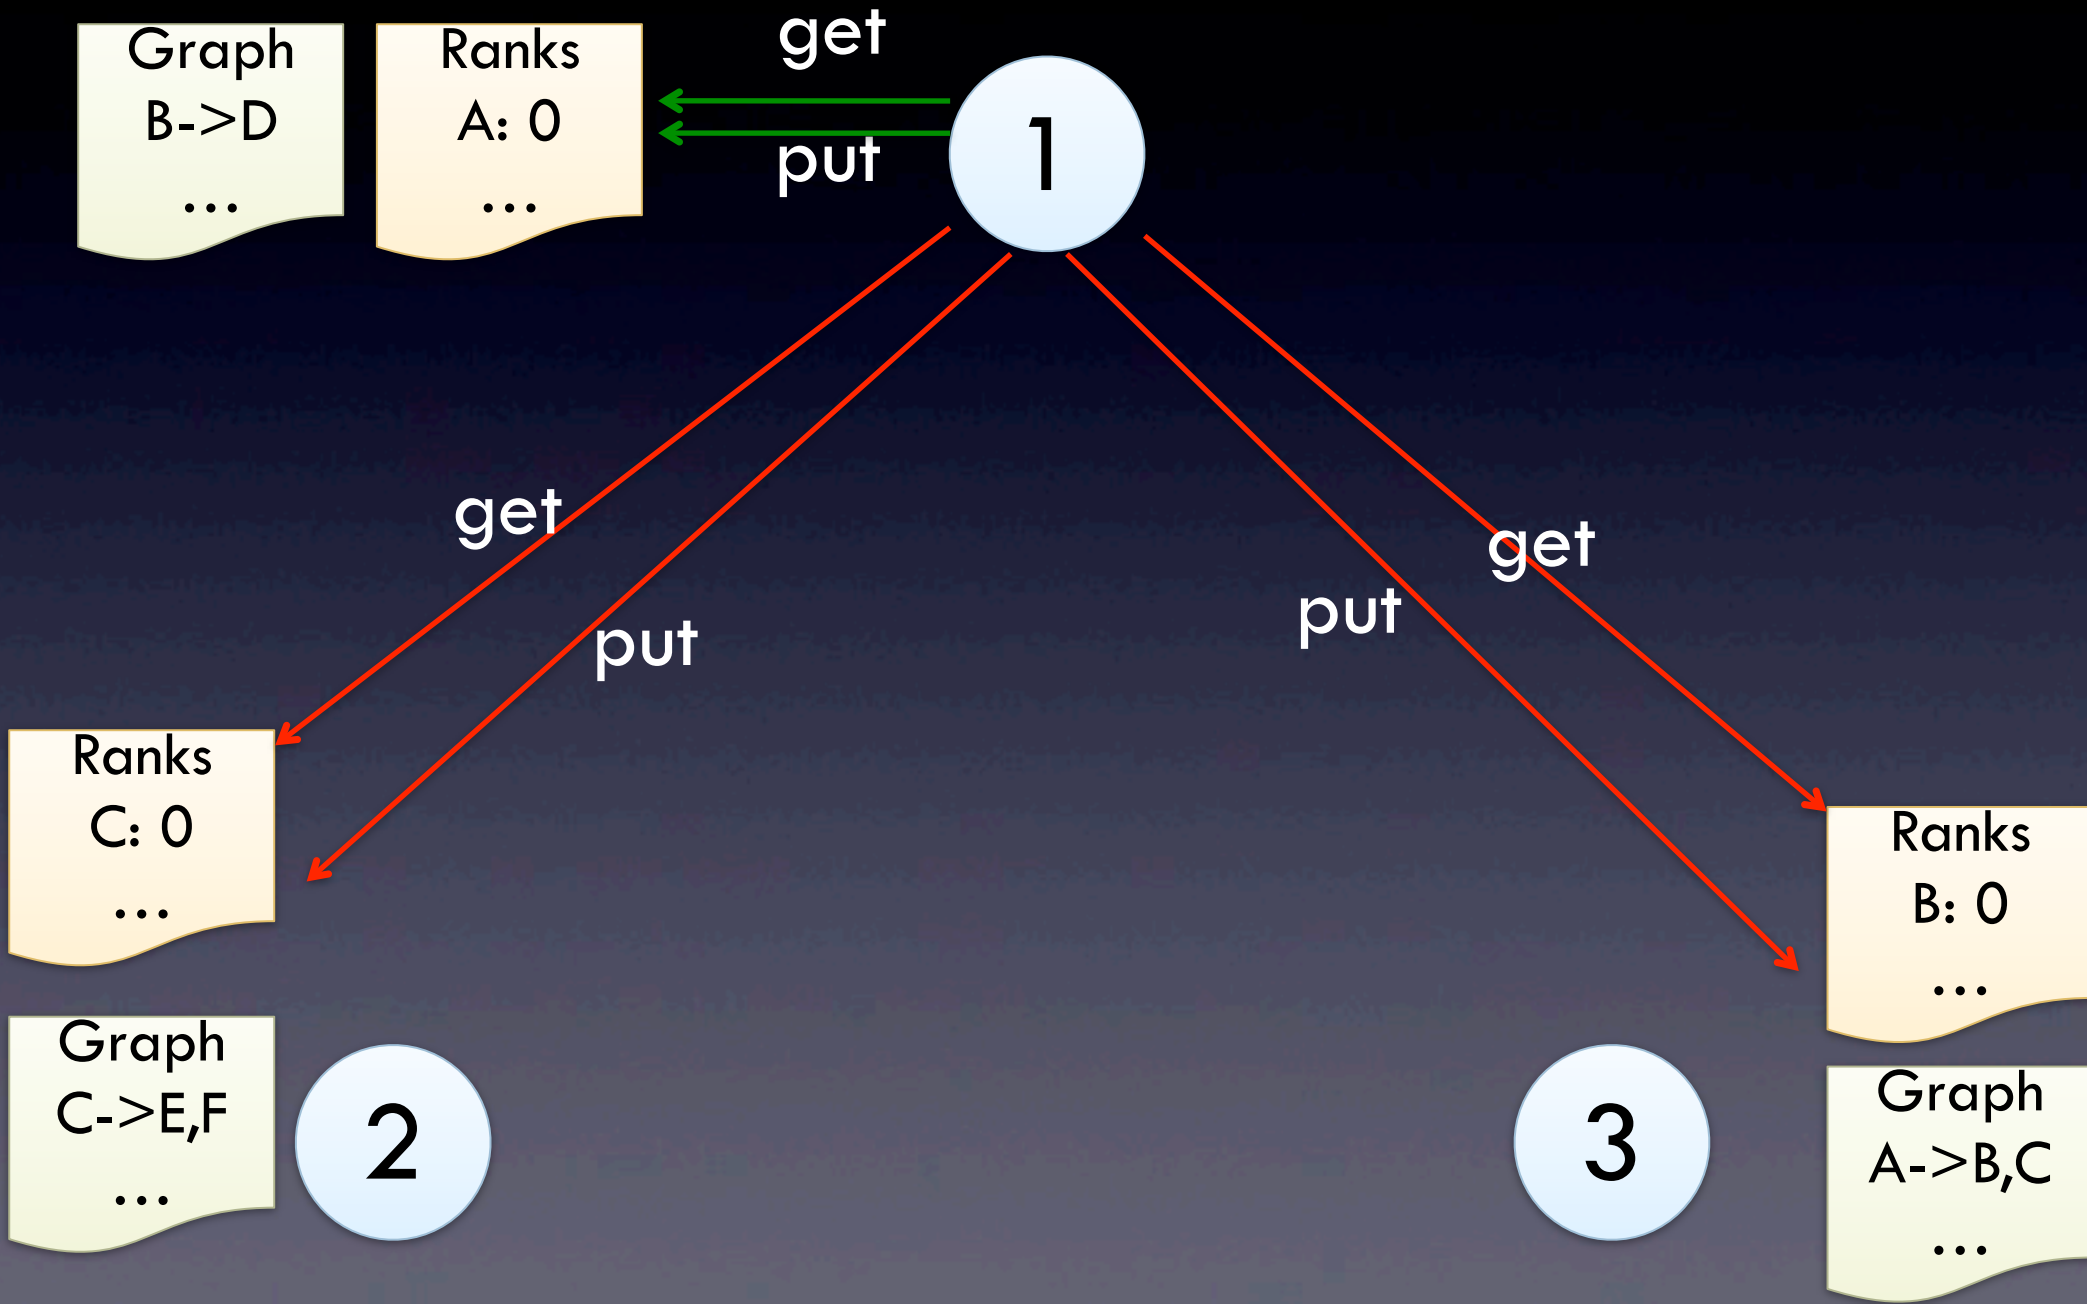 Graph
B->D
...
Ranks
A: 0
...
get
put
1
get
put
put
get
Ranks
C: 0
...
Graph
C->E,F
...
2
3
Ranks
B: 0
...
Graph
A->B,C
...